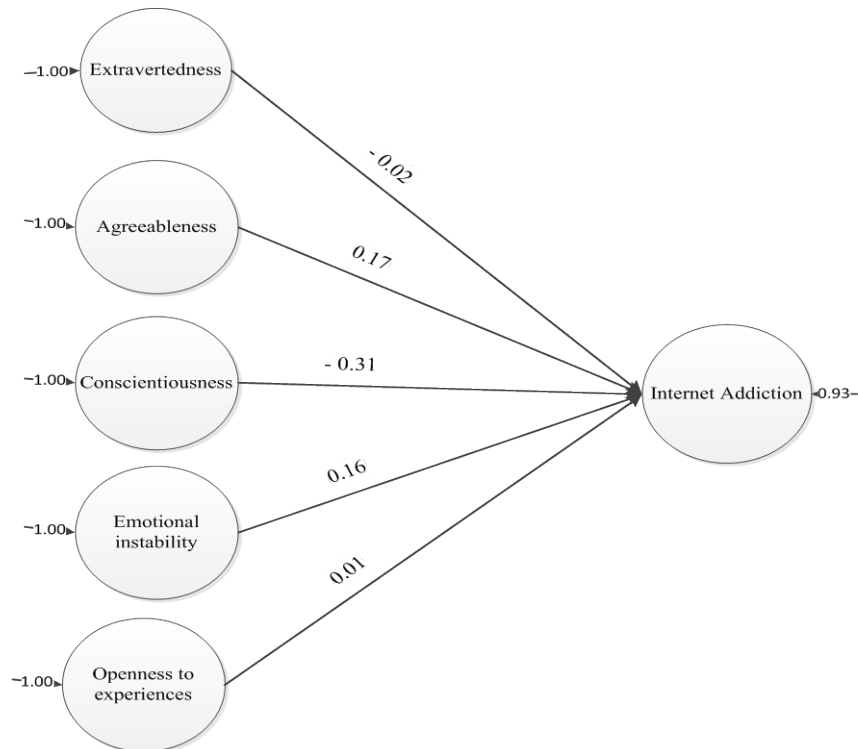 Extravertedness
1.00
- 0.02
Agreeableness
1.00
0.17
Conscientiousness
1.00
- 0.31
Internet Addiction
0.93
Emotional
instability
1.00
0.16
Openness to
experiences
1.00
0.01